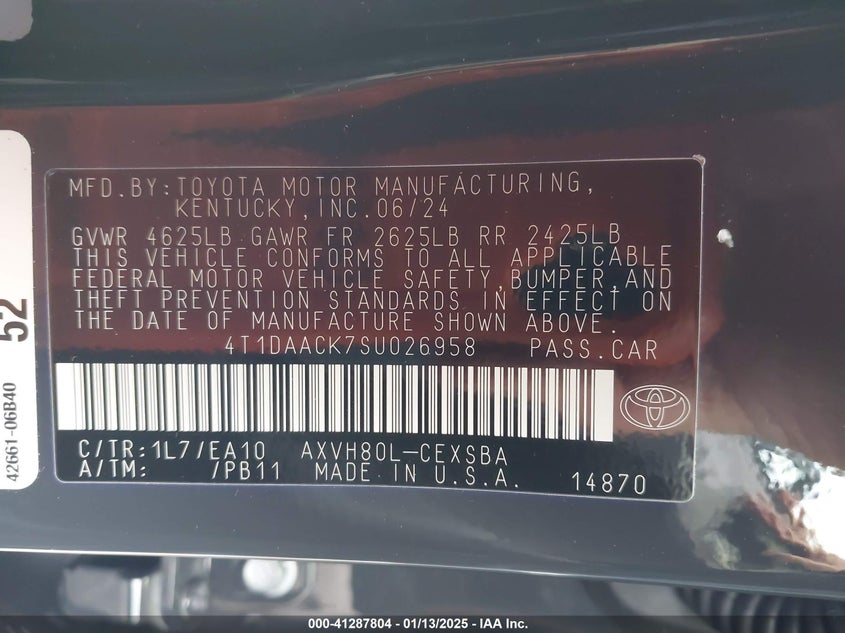 MFD.BY:TOYOTA MOTOR MANUFACTURING,
KENTUCKY,INC.06/24
GVWR 4625LB GAWR FR 2625LB RR 2425LB
THIS VEHICLE CONFORMS TO ALL APPLICABLE
FEDERAL MOTOR VEHICLE SAFETY,BUMPER,AND
THEFT PREVENTION STANDARDS IN EFFECT ON
THE DATE OF MANUFACTURE SHOWN ABOVE.
4T1DAACK7SU026958 PASS.CAR
C/TR:1L7/EA10 AXVH80L-CEXSBA
A/TM: /PB11 MADE IN U.S.A. 14870
52
42661-06B40
000-41287804 - 01/13/2025 - IAA Inc.